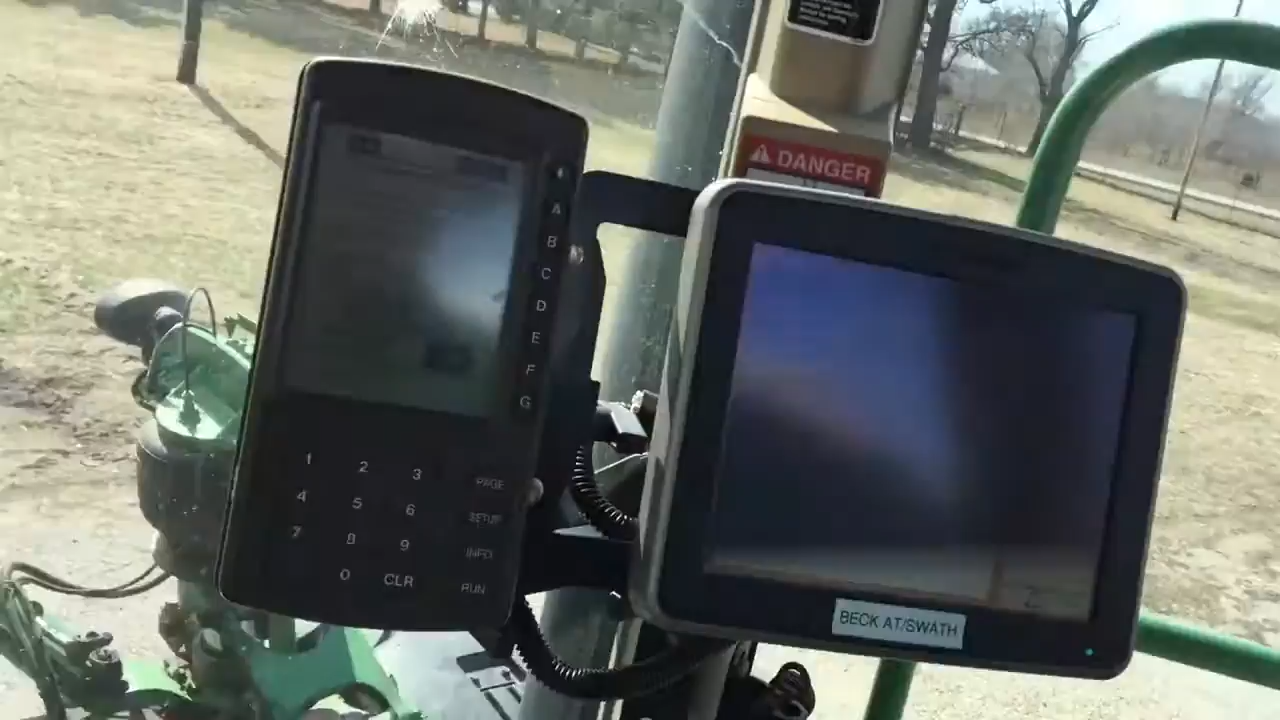 DANGER
A
B
C
D
E
F
G
1 2 3 PAGE
4 5 6 SETUP
7 8 9 INFO
0 CLR RUN
BECK AT/SWATH